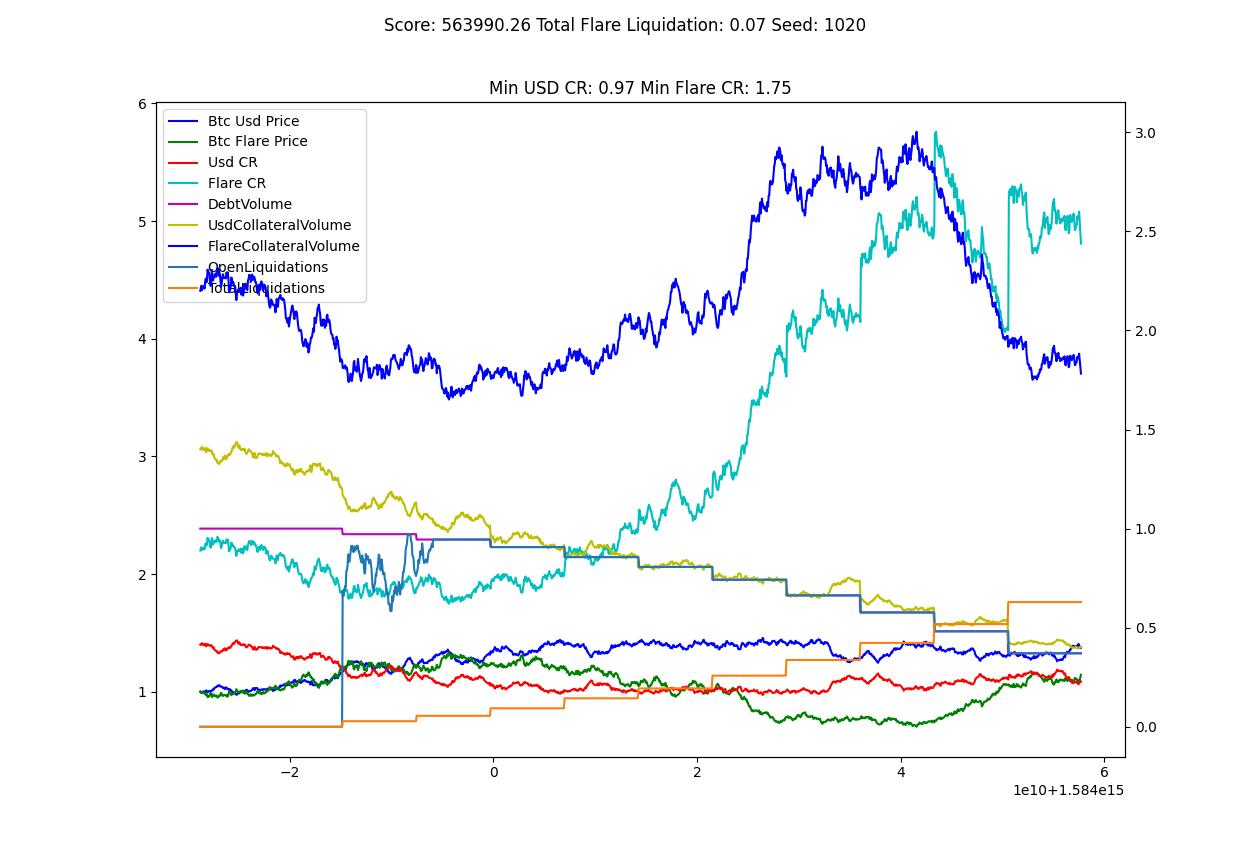 Score: 563990.26 Total Flare Liquidation: 0.07 Seed: 1020
Min USD CR: 0.97 Min Flare CR: 1.75
Btc Usd Price
Btc Flare Price
Usd CR
Flare CR
DebtVolume
UsdCollateralVolume
FlareCollateralVolume
OpenLiquidations
TotalLiquidations
6
5
4
3
2
1
3.0
2.5
2.0
1.5
1.0
0.5
0.0
−2
0
2
4
6
1e10+1.584e15